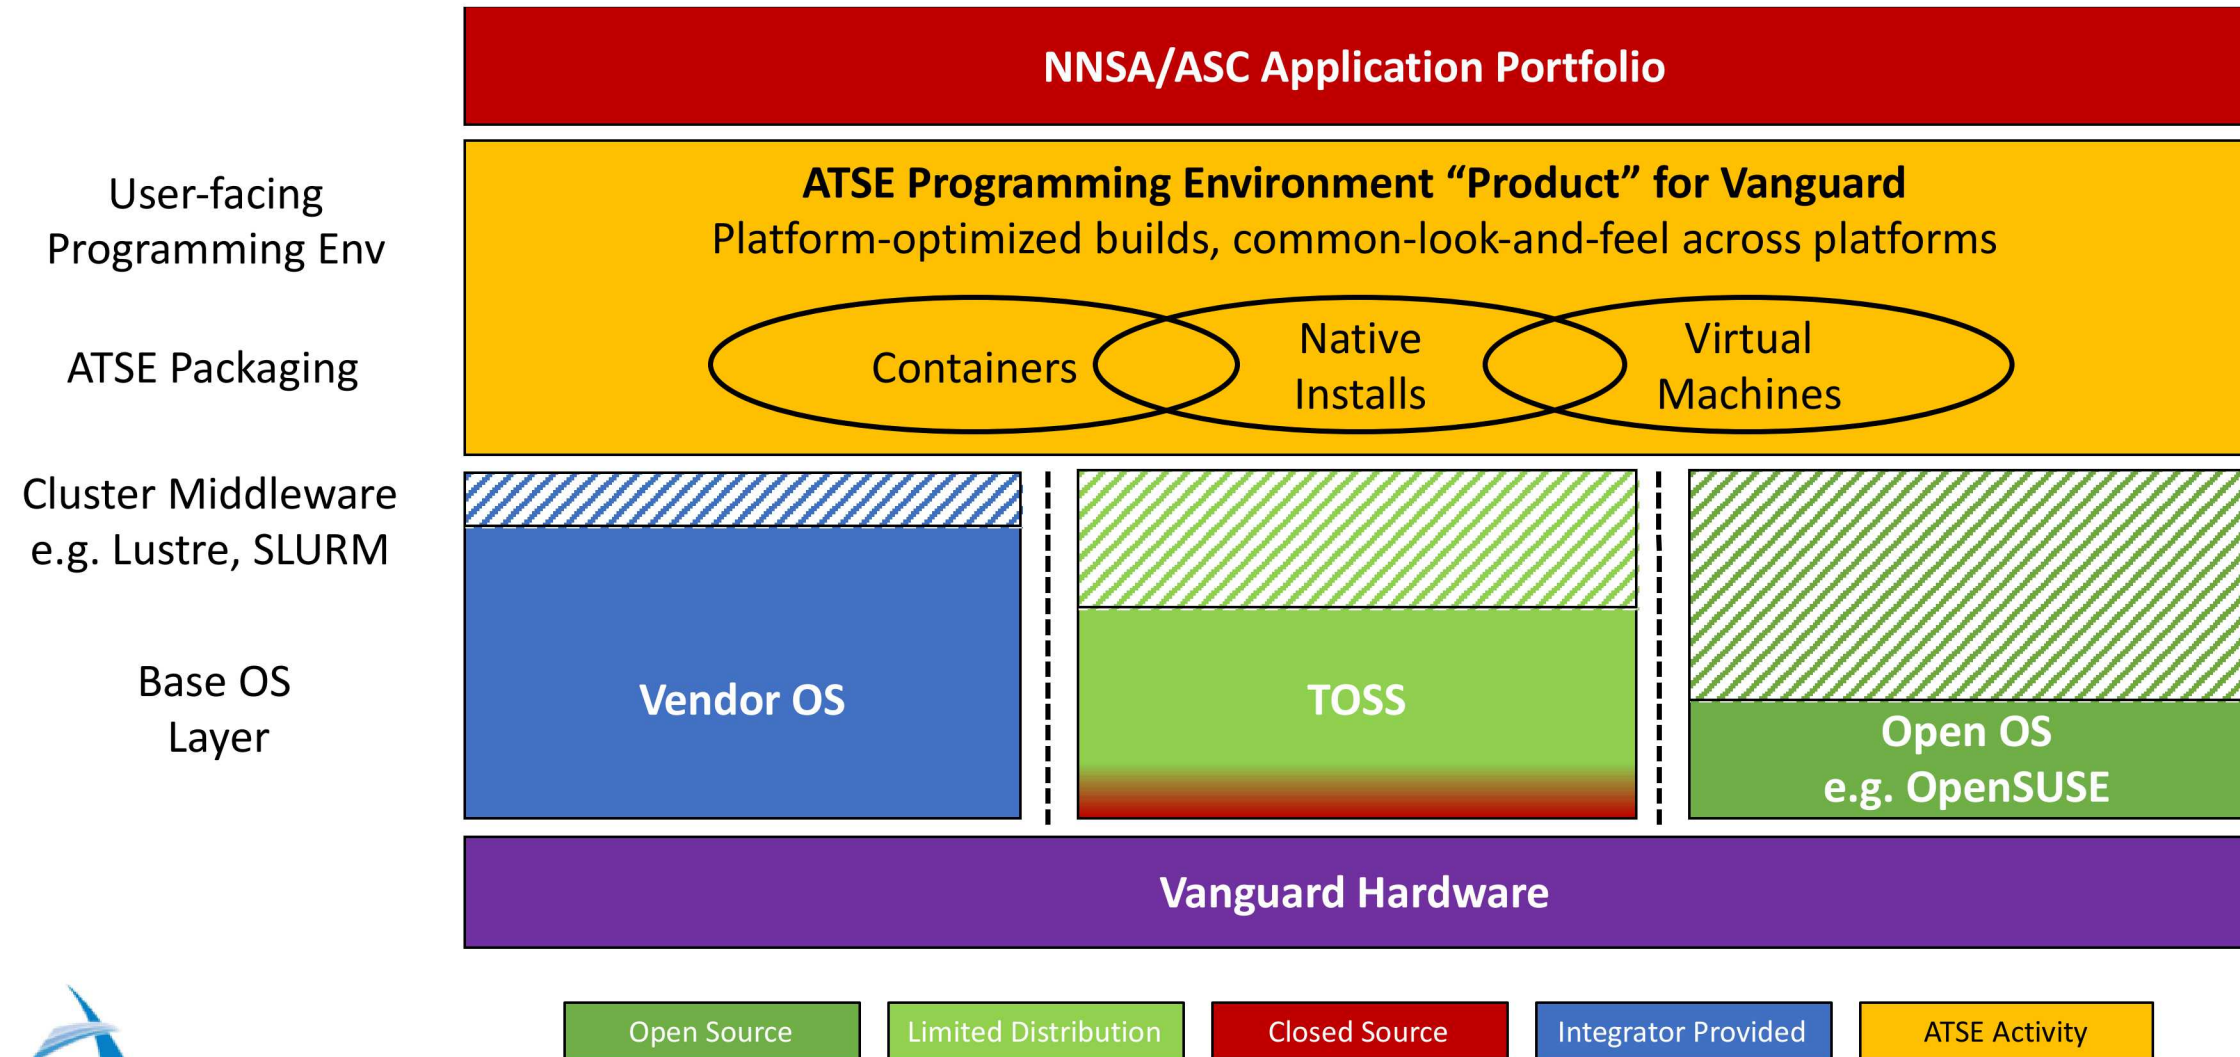 NNSA/ASC Application Portfolio
User-facing
Programming Env
ATSE Programming Environment “Product” for Vanguard
Platform-optimized builds, common-look-and-feel across platforms
ATSE Packaging
Containers
Native
Installs
Virtual
Machines
Cluster Middleware
e.g. Lustre, SLURM
Base OS
Layer
Vendor OS
TOSS
Open OS
e.g. OpenSUSE
Vanguard Hardware
Open Source
Limited Distribution
Closed Source
Integrator Provided
ATSE Activity